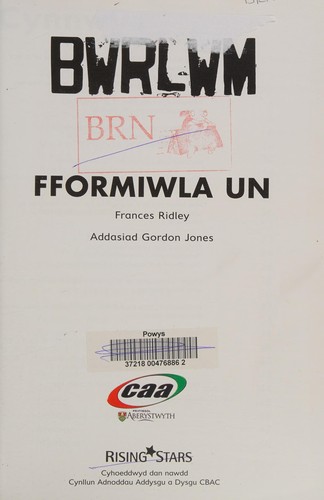 BWRLWM
BRN
FFORMIWLA UN
Frances Ridley
Addasiad Gordon Jones
Powys
37218 00476886 2
caa
PRIFYSGOL
ABERYSTWYTH
RISING STARS
Cyhoeddwyd dan nawdd
Cynllun Adnoddau Addysgu a Dysgu CBAC